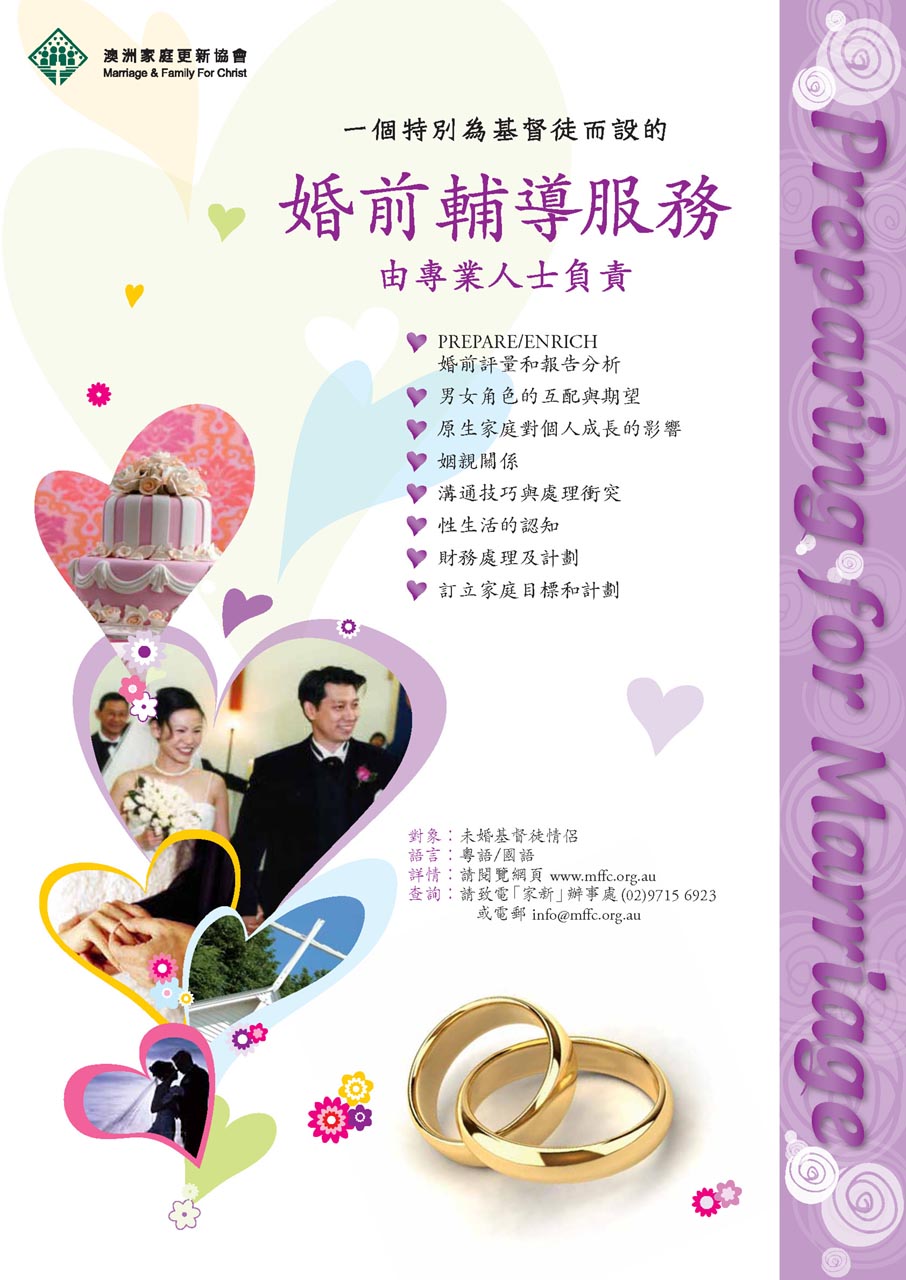 澳洲家庭更新協會
Marriage & Family For Christ
一個特別為基督徒而設的
婚前輔導服務
由專業人士負責
PREPARE/ENRICH
婚前評量和報告分析
男女角色的互配與期望
原生家庭對個人成長的影響
姻親關係
溝通技巧與處理衝突
性生活的認知
財務處理及計劃
訂立家庭目標和計劃
對象：未婚基督徒情侶
語言：粵語/國語
詳情：請閱覽網頁 www.mffc.org.au
查詢：請致電「家新」辦事處 (02)9715 6923
或電郵 info@mffc.org.au
Preparing for Marriage